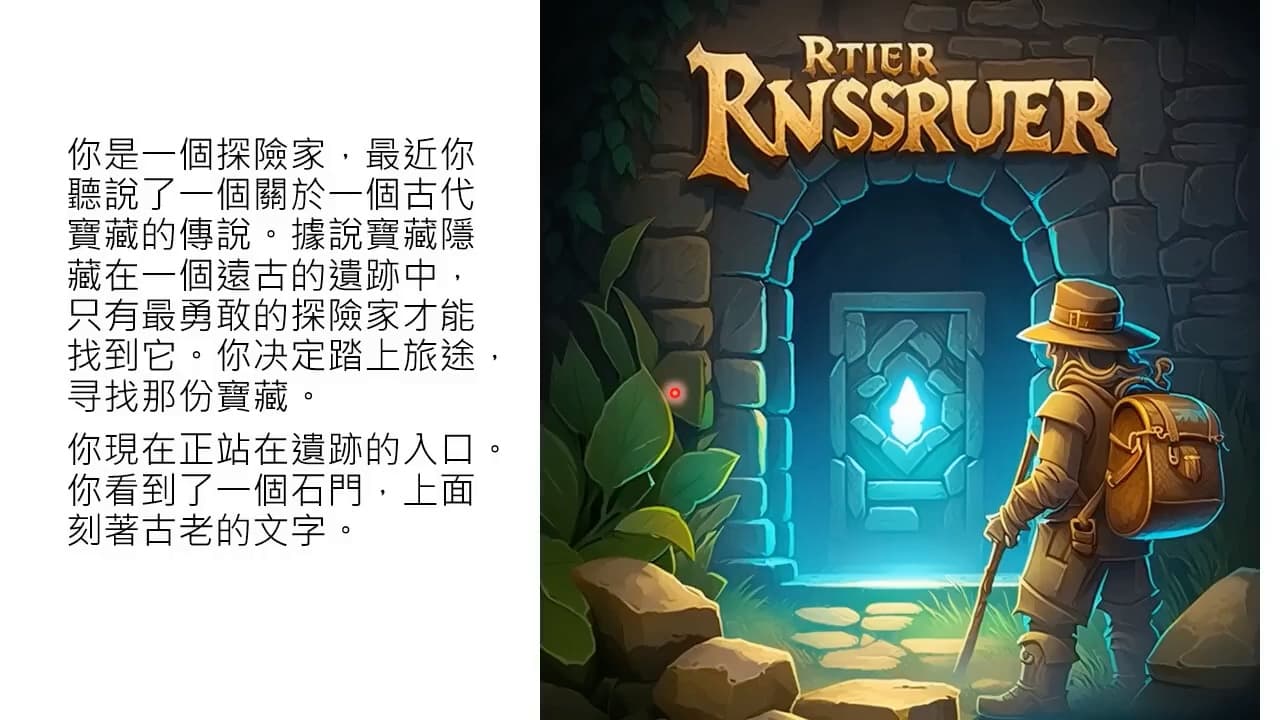 你是一個探險家，最近你
聽說了一個關於一個古代
寶藏的傳說。據說寶藏隱
藏在一個遠古的遺跡中，
只有最勇敢的探險家才能
找到它。你決定踏上旅途，
尋找那份寶藏。
你現在正站在遺跡的入口。
你看到了一個石門，上面
刻著古老的文字。
RTIER
RNSSRUER